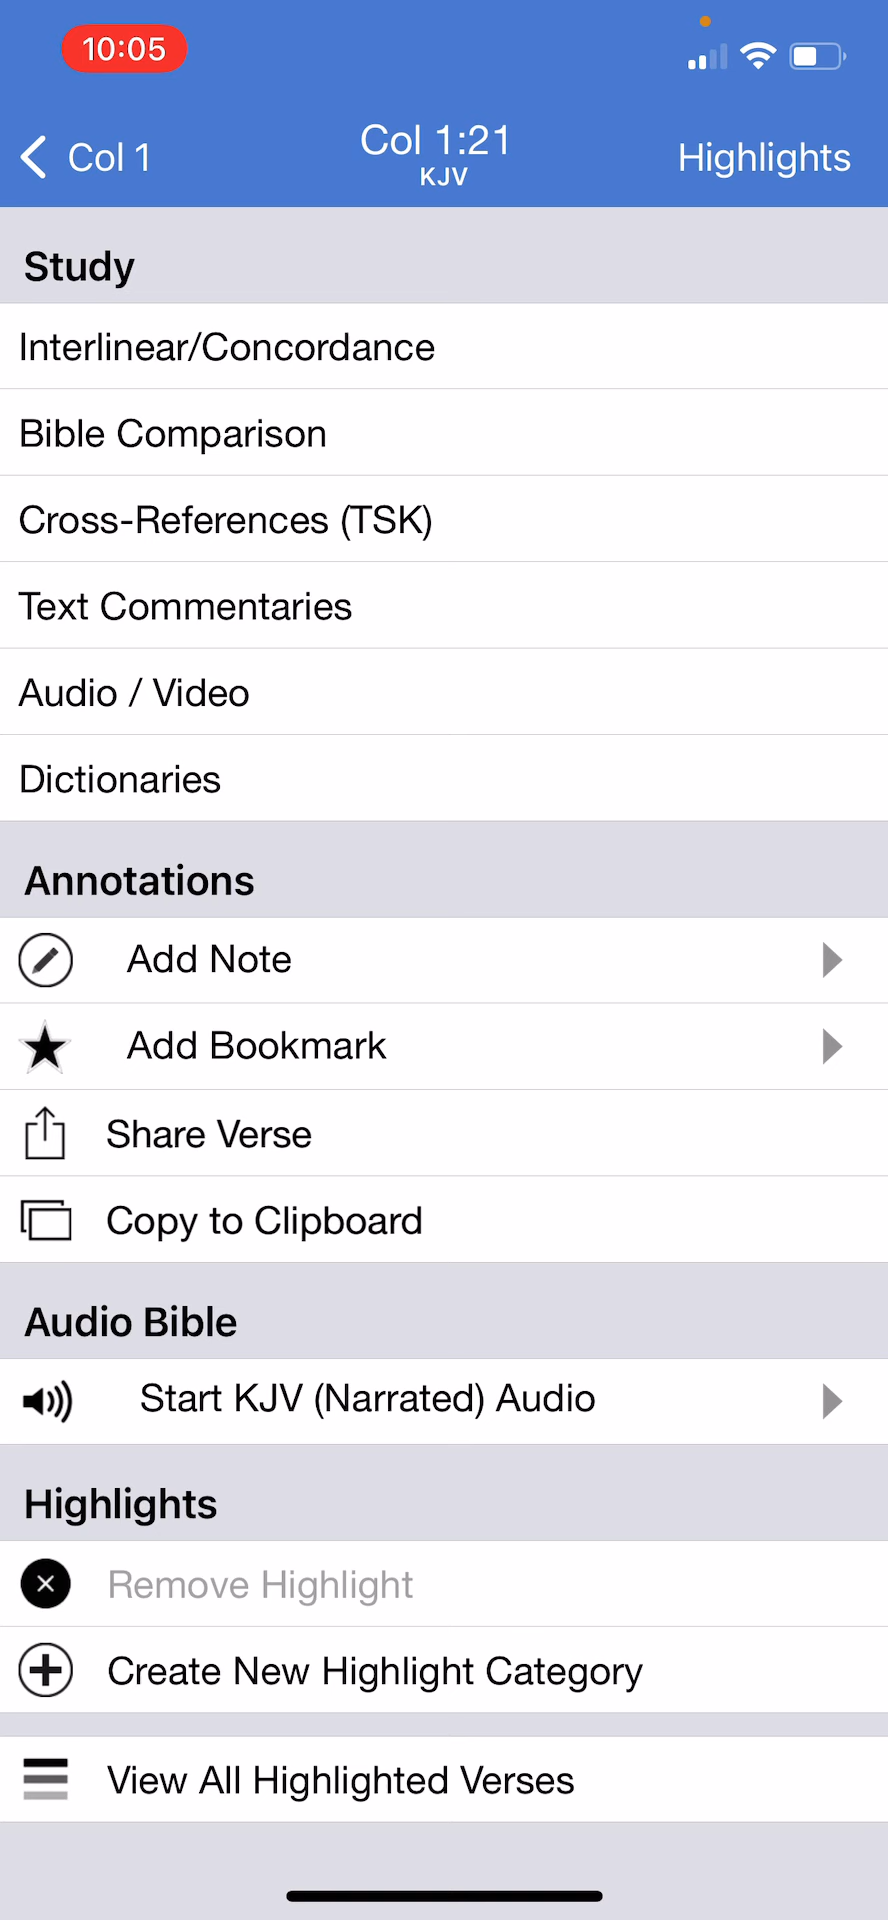 10:05
Col 1
Col 1:21
KJV
Highlights
Study
Interlinear/Concordance
Bible Comparison
Cross-References (TSK)
Text Commentaries
Audio / Video
Dictionaries
Annotations
Add Note
Add Bookmark
Share Verse
Copy to Clipboard
Audio Bible
Start KJV (Narrated) Audio
Highlights
Remove Highlight
Create New Highlight Category
View All Highlighted Verses